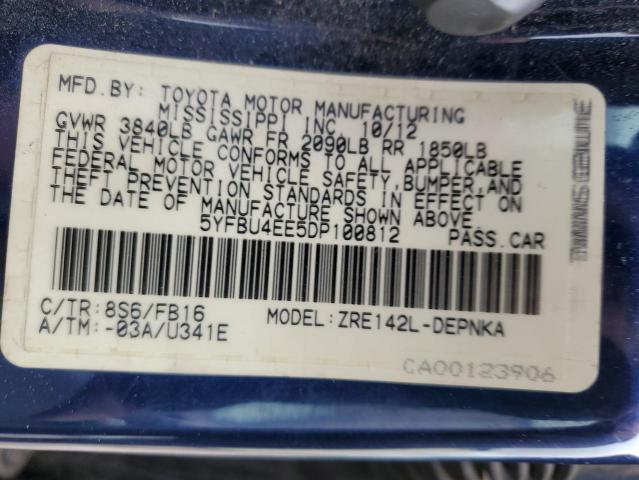 MFD.BY: TOYOTA MOTOR MANUFACTURING
MISSISSIPPI INC. 10/12
GVWR 3840LB GAWR FR 2090LB RR 1850LB
THIS VEHICLE CONFORMS TO ALL APPLICABLE
FEDERAL MOTOR VEHICLE SAFETY,BUMPER,AND
THEFT PREVENTION STANDARDS IN EFFECT ON
THE DATE OF MANUFACTURE SHOWN ABOVE.
5YFBU4EE5DP100812 PASS.CAR
C/TR:8S6/FB16 MODEL:ZRE142L-DEPNKA
A/TM:-03A/U341E
CA00123906